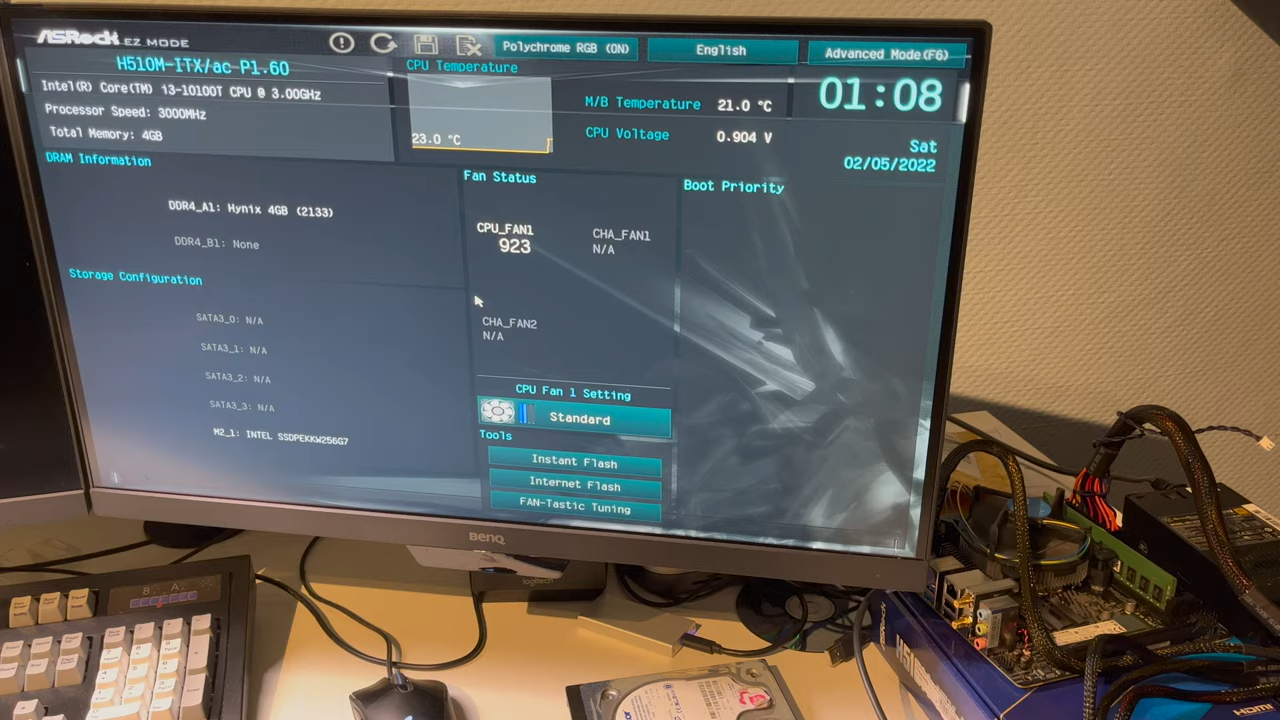 ASRock EZ MODE
Polychrome RGB (ON)
English
Advanced Mode(F6)
H510M-ITX/ac P1.60
Intel(R) Core(TM) i3-10100T CPU @ 3.00GHz
Processor Speed: 3000MHz
Total Memory: 4GB
CPU Temperature
23.0 °C
M/B Temperature 21.0 °C
CPU Voltage 0.904 V
01:08
Sat
02/05/2022
DRAM Information
DDR4_A1: Hynix 4GB (2133)
DDR4_B1: None
Storage Configuration
SATA3_0: N/A
SATA3_1: N/A
SATA3_2: N/A
SATA3_3: N/A
M2_1: INTEL SSDPEKKW256G7
Fan Status
CPU_FAN1
923
CHA_FAN1
N/A
CHA_FAN2
N/A
CPU Fan 1 Setting
Standard
Tools
Instant Flash
Internet Flash
FAN-Tastic Tuning
Boot Priority
BenQ
logitech
HDMI